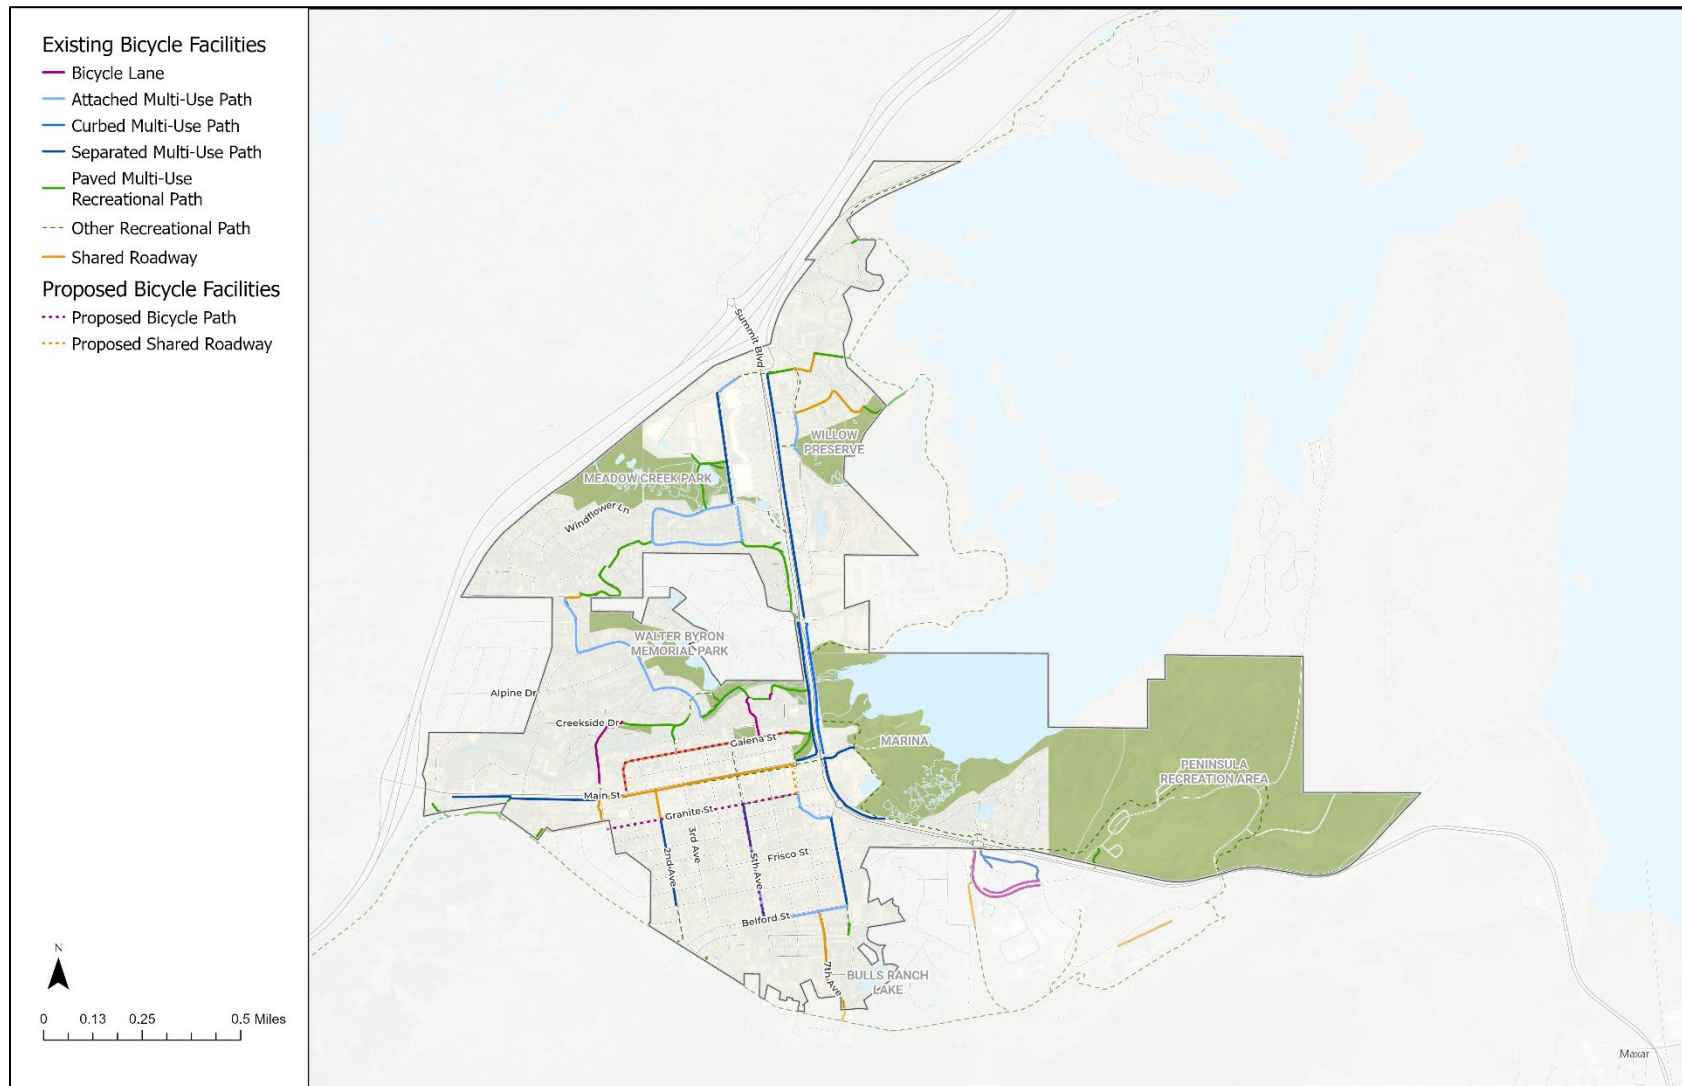 Existing Bicycle Facilities
Bicycle Lane
Attached Multi-Use Path
Curbed Multi-Use Path
Separated Multi-Use Path
Paved Multi-Use
Recreational Path
Other Recreational Path
Shared Roadway
Proposed Bicycle Facilities
Proposed Bicycle Path
Proposed Shared Roadway
N
0 0.13 0.25 0.5 Miles
Summit Blvd
WILLOW
PRESERVE
MEADOW CREEK PARK
Windflower Ln
WALTER BYRON
MEMORIAL PARK
Alpine Dr
Creekside Dr
Galena St
MARINA
PENINSULA
RECREATION AREA
Main St
Granite St
3rd Ave
2nd Ave
5th Ave
Frisco St
Belford St
7th Ave
BULLS RANCH
LAKE
Maxar